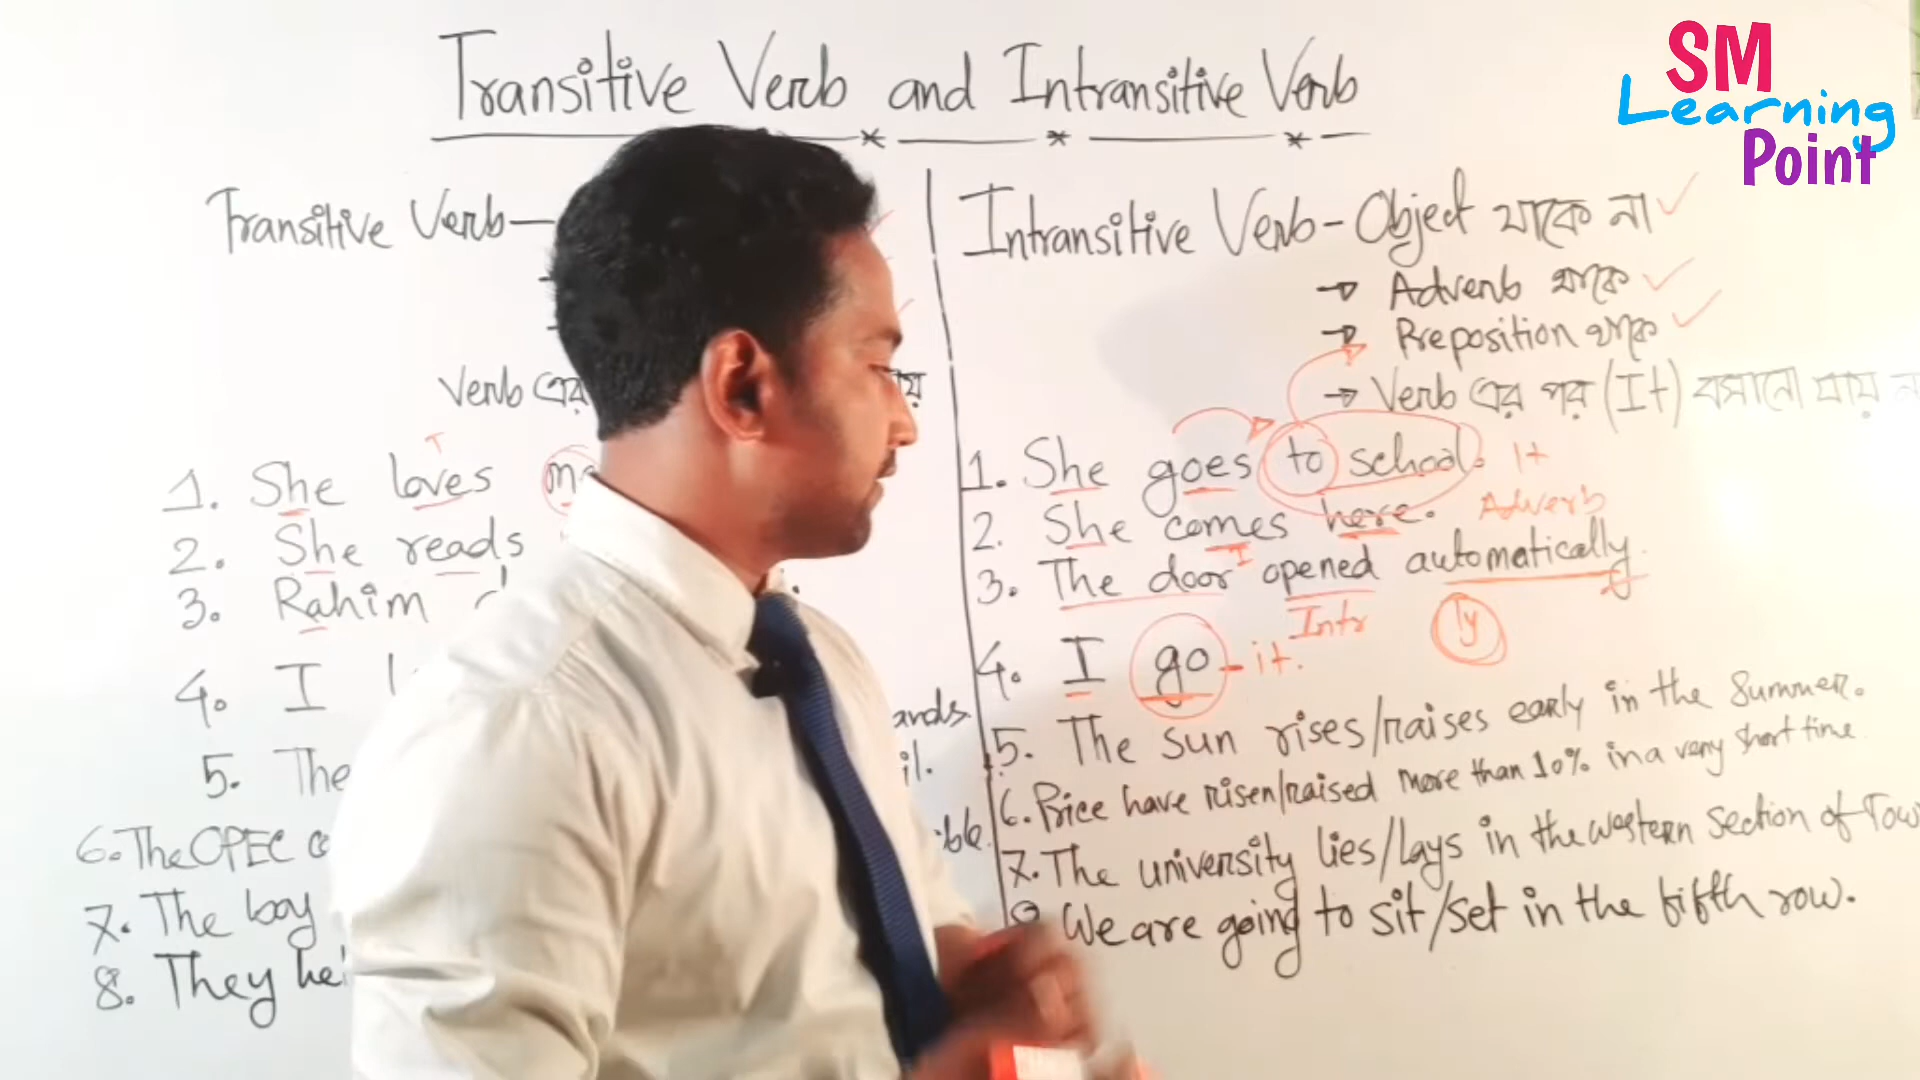 Transitive Verb and Intransitive Verb
SM
Learning
Point
Transitive Verb—
Verb এর
1. She loves
T
2. She reads
3. Rahim
4. I
5. The
6. The CPEC
7. The boy
8. They
Intransitive Verb - Object থাকে না
→ Adverb থাকে
→ Preposition থাকে
→ Verb এর পর (It) বসানো যায়
1. She goes to school. It
2. She comes here. Adverb
I
3. The door opened automatically.
Intr ly
4. I go - it.
5. The sun rises/raises early in the summer.
6. Price have risen/raised more than 10% in a very short time.
7. The university lies/lays in the western section of
8. We are going to sit/set in the fifth row.